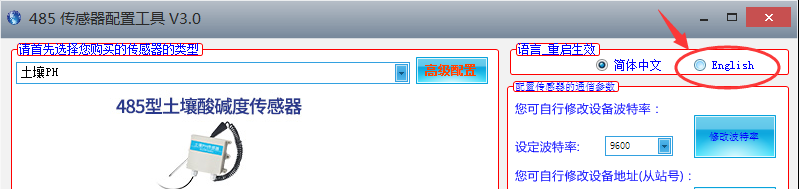 485 传感器配置工具 V3.0
请首先选择您购买的传感器的类型
土壤PH
高级配置
485型土壤酸碱度传感器
语言_重启生效
简体中文
English
配置传感器的通信参数
您可自行修改设备波特率：
设定波特率:
9600
修改波特率
您可自行修改设备地址(从站号)：